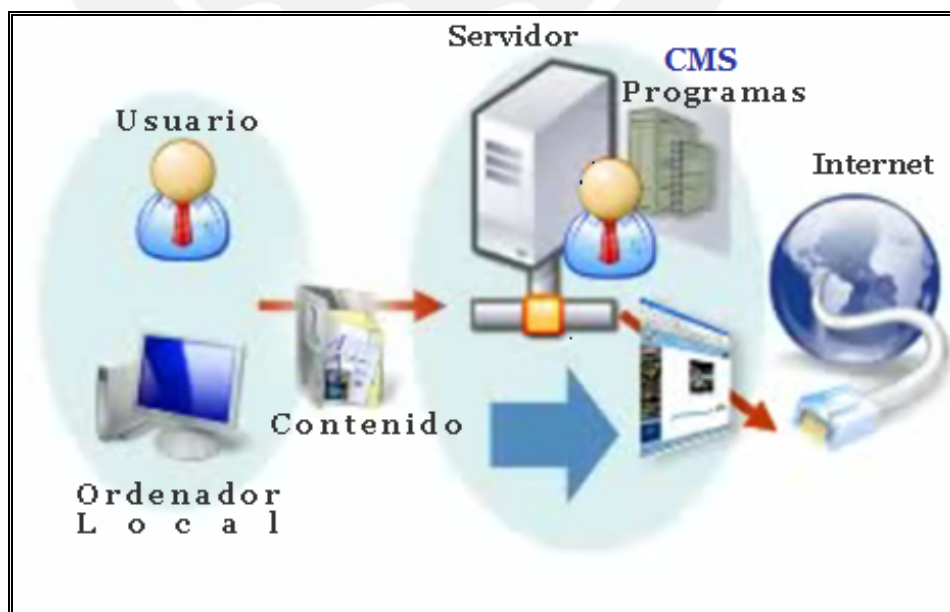 Servidor
CMS
Programas
Usuario
Internet
Contenido
Ordenador
Local